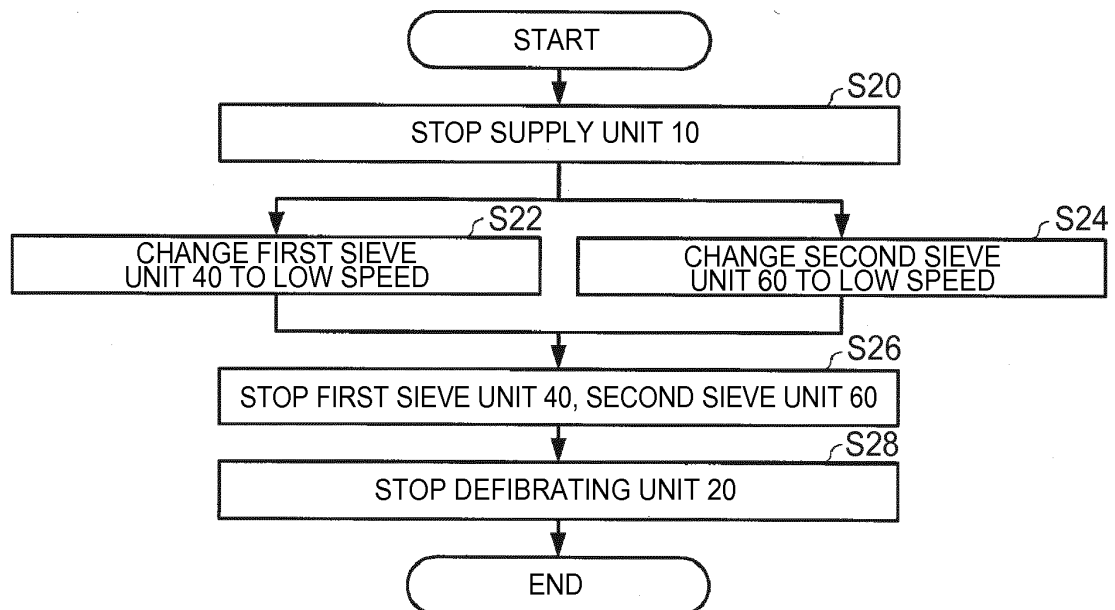 START
S20
STOP SUPPLY UNIT 10
S22
CHANGE FIRST SIEVE
UNIT 40 TO LOW SPEED
S24
CHANGE SECOND SIEVE
UNIT 60 TO LOW SPEED
S26
STOP FIRST SIEVE UNIT 40, SECOND SIEVE UNIT 60
S28
STOP DEFIBRATING UNIT 20
END